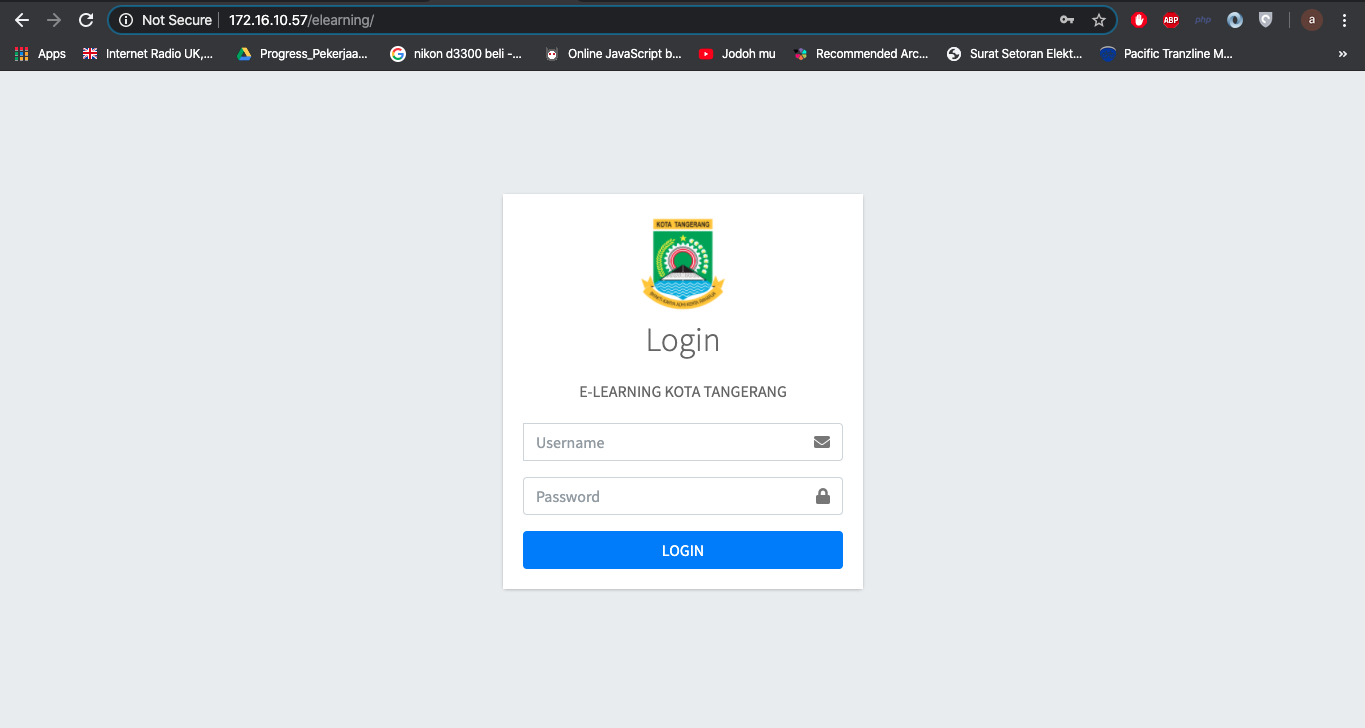 Not Secure 172.16.10.57/elearning/
ABP php a
Apps Internet Radio UK,... Progress_Pekerjaa... nikon d3300 beli -... Online JavaScript b... Jodoh mu Recommended Arc... Surat Setoran Elekt... Pacific Tranzline M... »
KOTA TANGERANG
Login
E-LEARNING KOTA TANGERANG
Username
Password
LOGIN